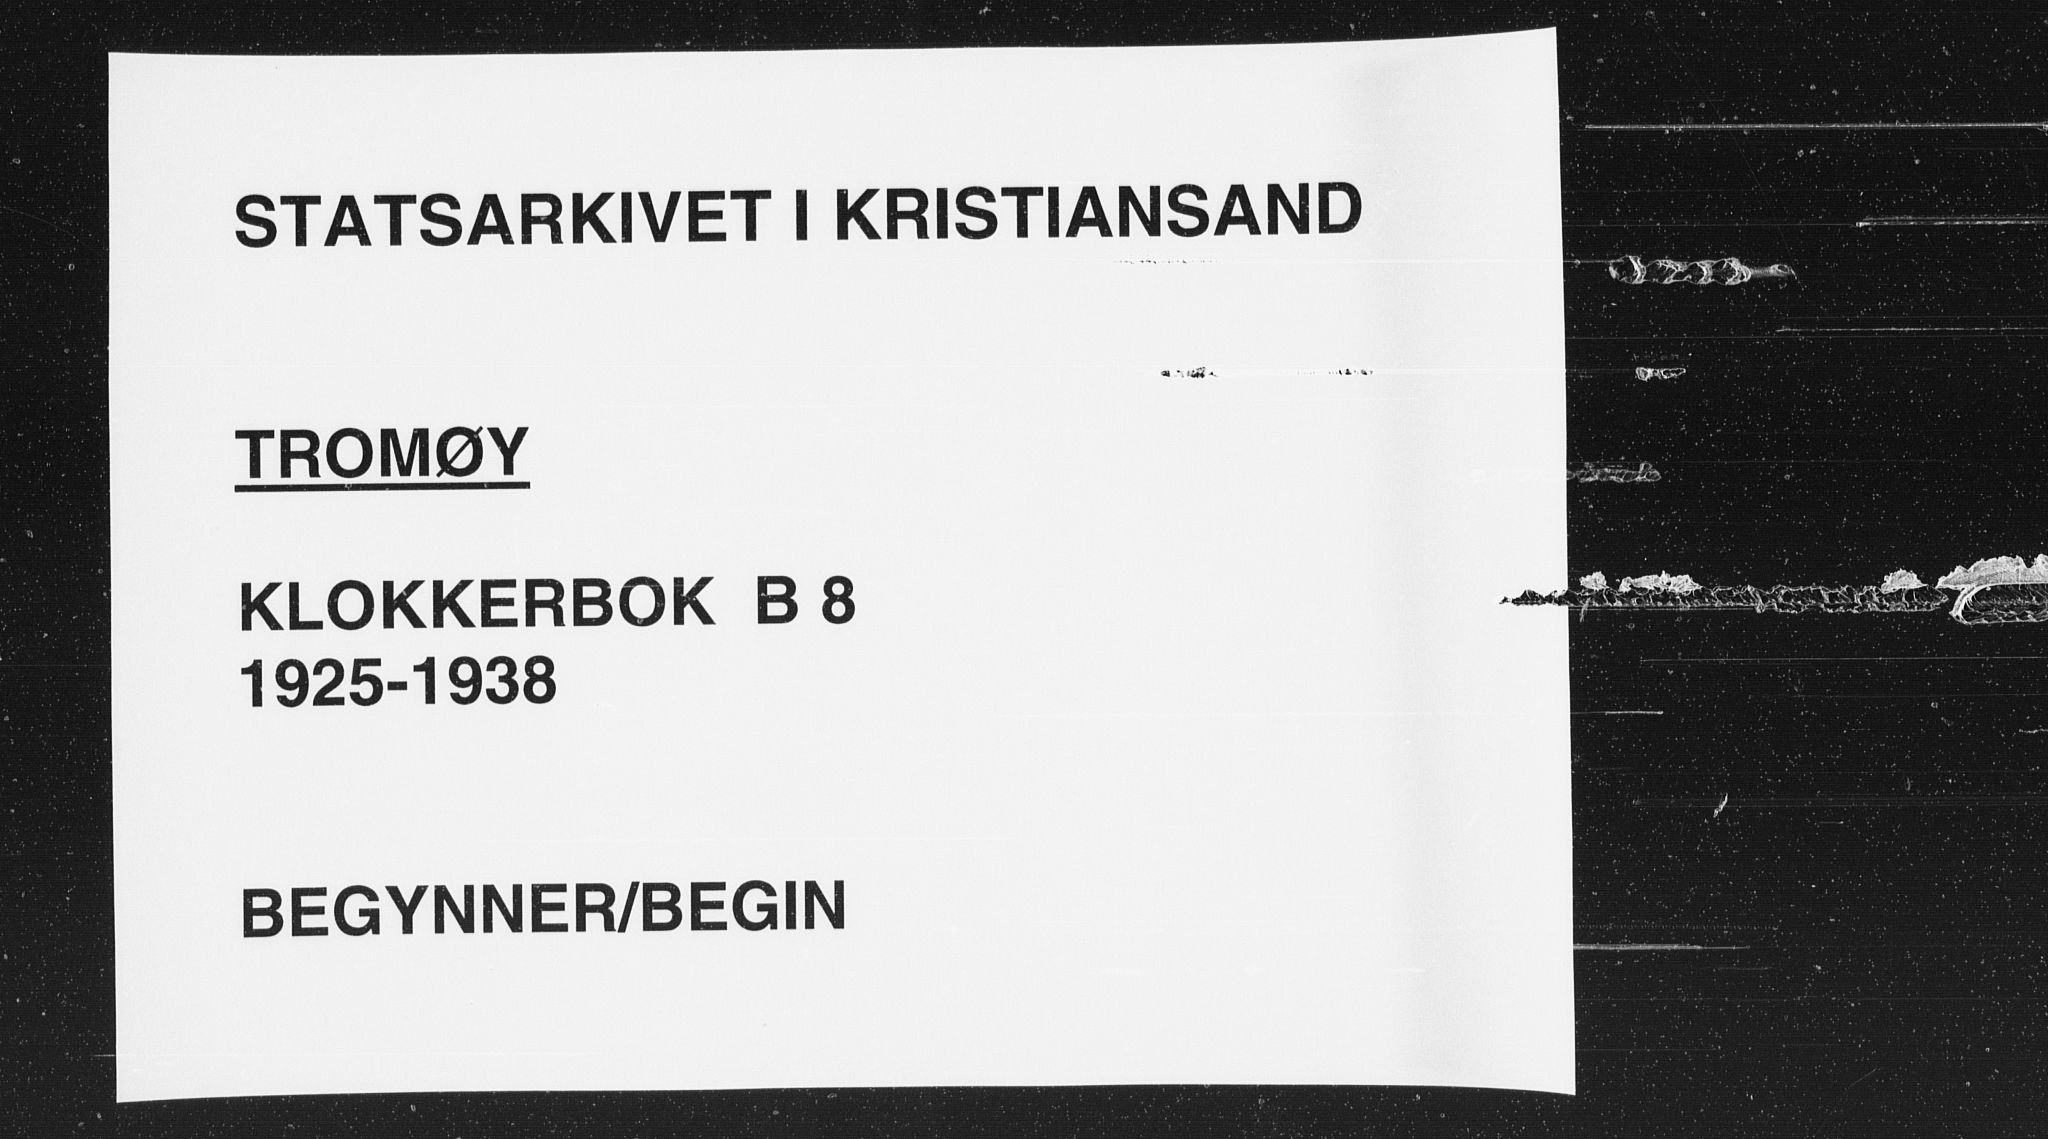 STATSARKIVET I KRISTIANSAND
TROMØY
KLOKKERBOK B 8
1925-1938
BEGYNNER/BEGIN